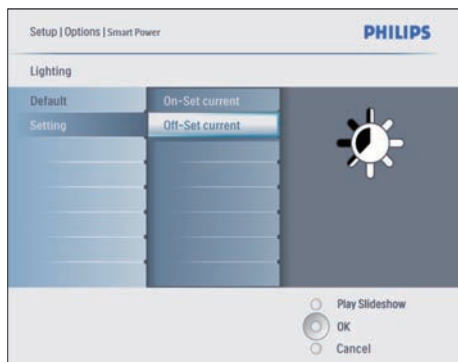 Setup | Options | Smart Power
PHILIPS
Lighting
Default
On-Set current
Setting
Off-Set current
Play Slideshow
OK
Cancel